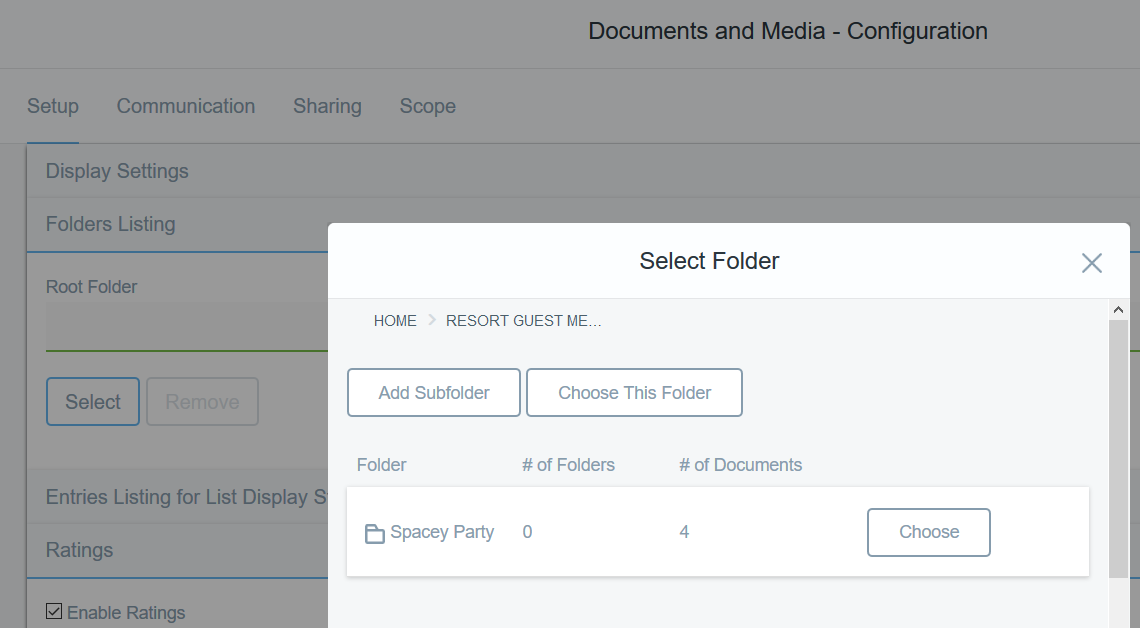 Documents and Media - Configuration
Setup Communication Sharing Scope
Display Settings
Folders Listing
Root Folder
Select Remove
Entries Listing for List Display
Ratings
Enable Ratings
Select Folder
HOME RESORT GUEST ME...
Add Subfolder Choose This Folder
Folder # of Folders # of Documents
Spacey Party 0 4 Choose